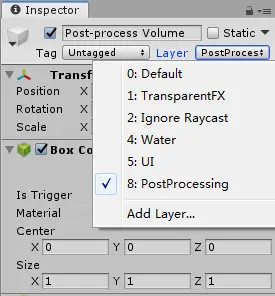 Inspector
Post-process Volume Static
Tag Untagged Layer PostProces
Transf
Position X
Rotation X
Scale X
Box Co
Is Trigger
Material
Center
X 0 Y 0 Z 0
Size
X 1 Y 1 Z 1
0: Default
1: TransparentFX
2: Ignore Raycast
4: Water
5: UI
8: PostProcessing
Add Layer...